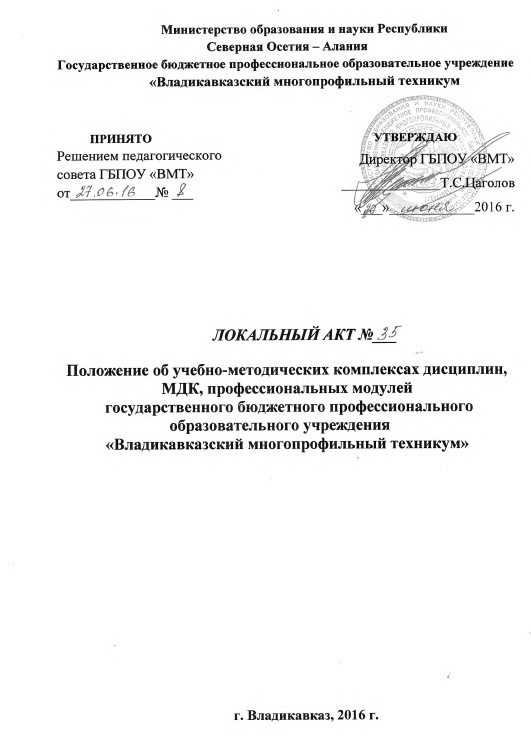 Министерство образования и науки Республики
Северная Осетия – Алания
Государственное бюджетное профессиональное образовательное учреждение
«Владикавказский многопрофильный техникум
ПРИНЯТО
Решением педагогического
совета ГБПОУ «ВМТ»
от 27.06.16 № 8
УТВЕРЖДАЮ
Директор ГБПОУ «ВМТ»
Т.С.Цаголов
« » июня 2016 г.
ЛОКАЛЬНЫЙ АКТ № 35
Положение об учебно-методических комплексах дисциплин,
МДК, профессиональных модулей
государственного бюджетного профессионального
образовательного учреждения
«Владикавказский многопрофильный техникум»
г. Владикавказ, 2016 г.